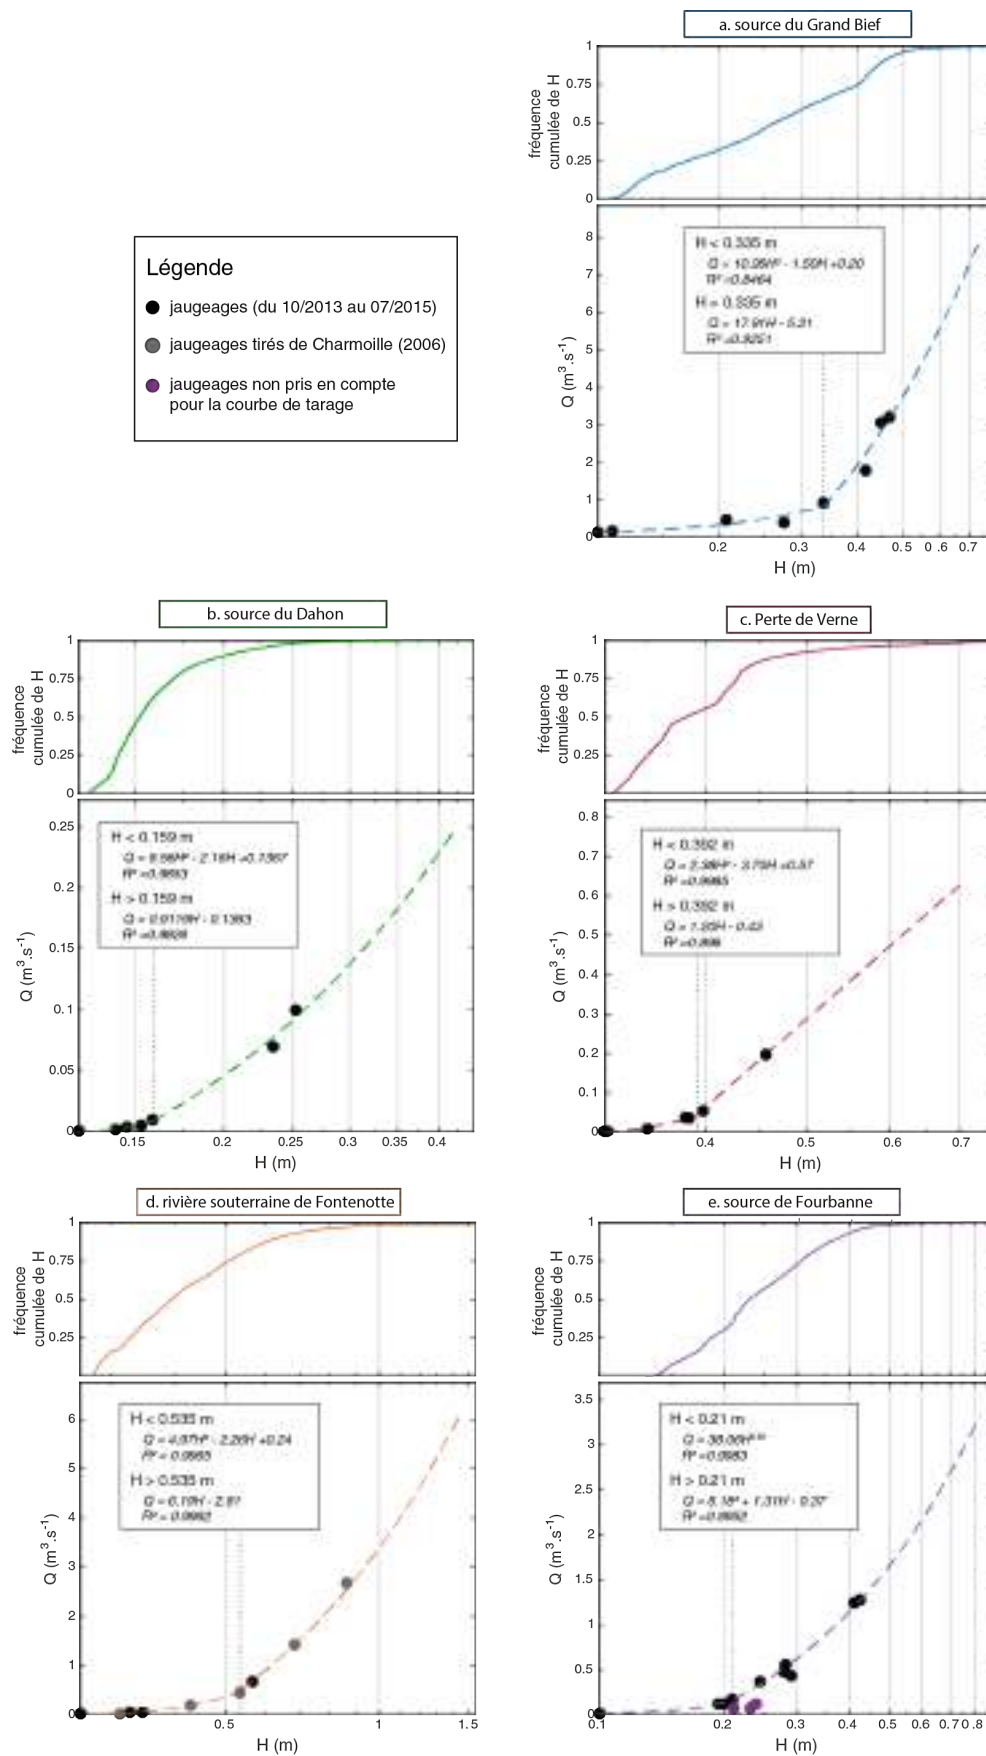 a. source du Grand Bief
fréquence
cumulée de H
1
0.75
0.5
0.25
0
H < 0.335 m
H = 0.335 m
Q = 17.91H - 5.21
8
7
6
5
4
3
2
1
0
Q (m³.s⁻¹)
0.2 0.3 0.4 0.5 0 .6 0.7
H (m)
Légende
jaugeages (du 10/2013 au 07/2015)
jaugeages tirés de Charmoille (2006)
jaugeages non pris en compte
pour la courbe de tarage
b. source du Dahon
fréquence
cumulée de H
1
0.75
0.5
0.25
0
H < 0.159 m
H > 0.159 m
0.25
0.2
0.15
0.1
0.05
0
Q (m³.s⁻¹)
0.15 0.2 0.25 0.3 0.35 0.4
H (m)
c. Perte de Verne
fréquence
cumulée de H
1
0.75
0.5
0.25
0
H < 0.392 m
H > 0.392 m
0.8
0.7
0.6
0.5
0.4
0.3
0.2
0.1
0
Q (m³.s⁻¹)
0.4 0.5 0.6 0.7
H (m)
d. rivière souterraine de Fontenotte
fréquence
cumulée de H
1
0.75
0.5
0.25
H < 0.535 m
H > 0.535 m
6
5
4
3
2
1
0
Q (m³.s⁻¹)
0.5 1 1.5
H (m)
e. source de Fourbanne
fréquence
cumulée de H
1
0.75
0.5
0.25
H < 0.21 m
H > 0.21 m
3.5
3
2.5
2
1.5
1
0.5
0
Q (m³.s⁻¹)
0.1 0.2 0.3 0.4 0.5 0.6 0.7 0.8
H (m)